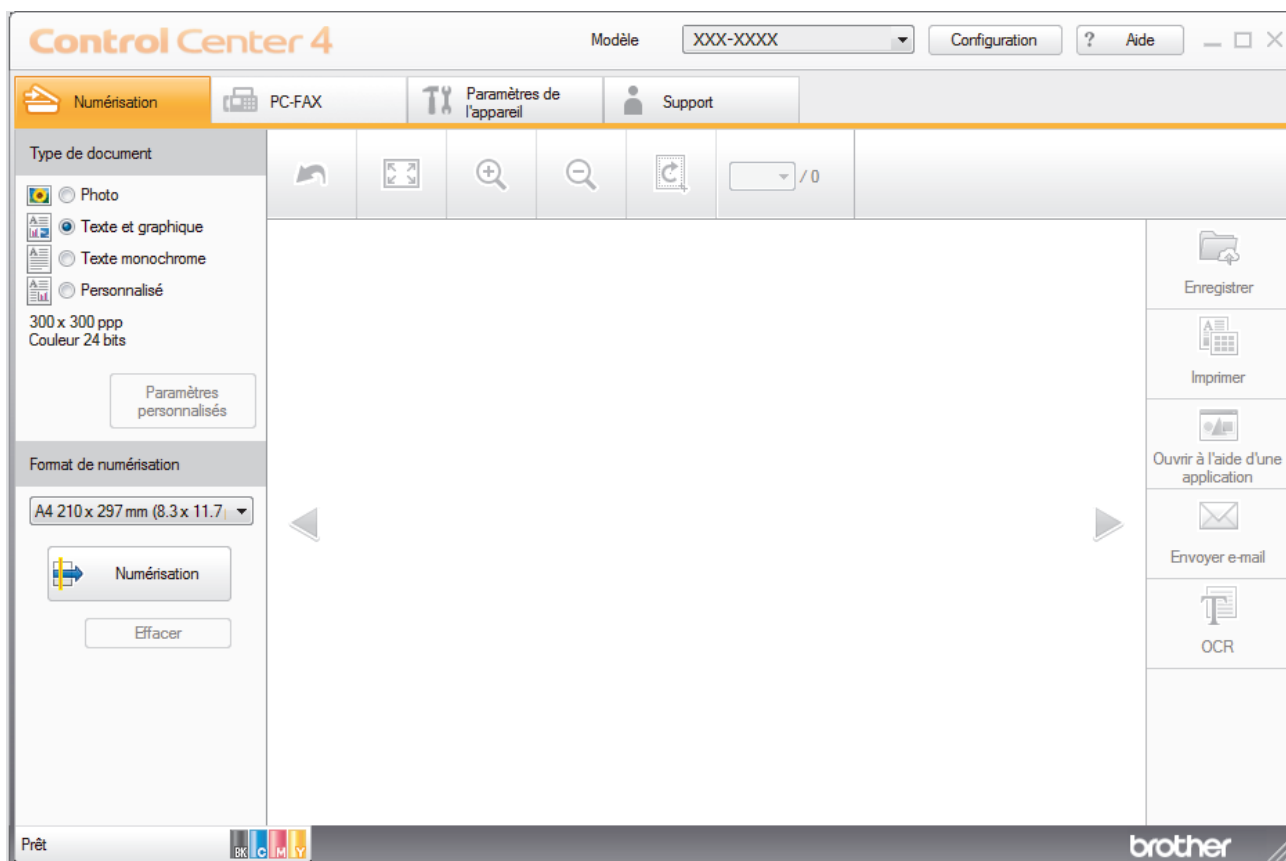 Control Center 4
Modèle
XXX-XXXX
Configuration
? Aide
Numérisation
PC-FAX
Paramètres de
l'appareil
Support
Type de document
/ 0
Photo
Texte et graphique
Texte monochrome
Personnalisé
300 x 300 ppp
Couleur 24 bits
Paramètres
personnalisés
Format de numérisation
A4 210 x 297 mm (8.3 x 11.7
Numérisation
Effacer
Enregistrer
Imprimer
Ouvrir à l'aide d'une
application
Envoyer e-mail
OCR
Prêt
BK C M Y
brother